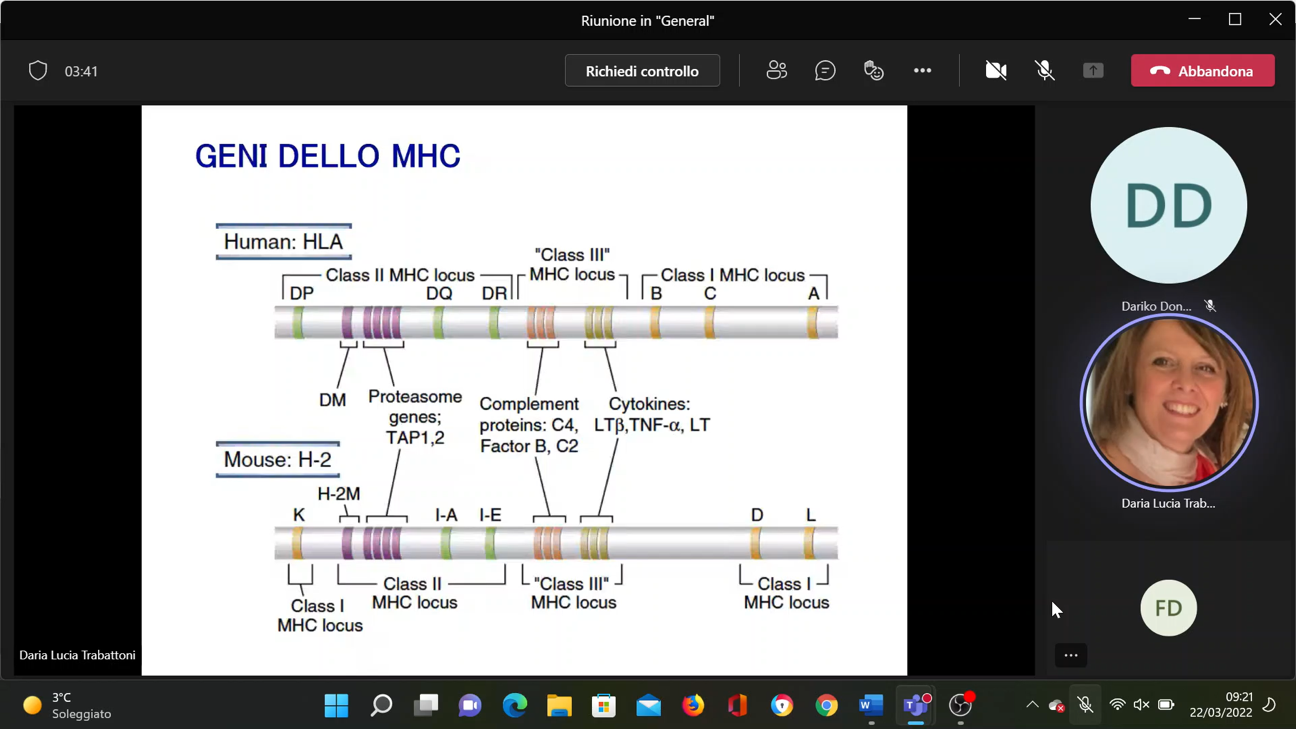 Riunione in "General"
03:41
Richiedi controllo
Abbandona
GENI DELLO MHC
Human: HLA
"Class III"
Class II MHC locus
MHC locus
Class I MHC locus
DP
DQ
DR
B
C
A
DM
Proteasome
genes;
TAP1,2
Complement
proteins: C4,
Factor B, C2
Cytokines:
LTβ,TNF-α, LT
Mouse: H-2
H-2M
K
I-A
I-E
D
L
Class I
MHC locus
Class II
MHC locus
"Class III"
MHC locus
Class I
MHC locus
Daria Lucia Trabattoni
DD
Dariko Don...
Daria Lucia Trab...
FD
3°C
Soleggiato
09:21
22/03/2022